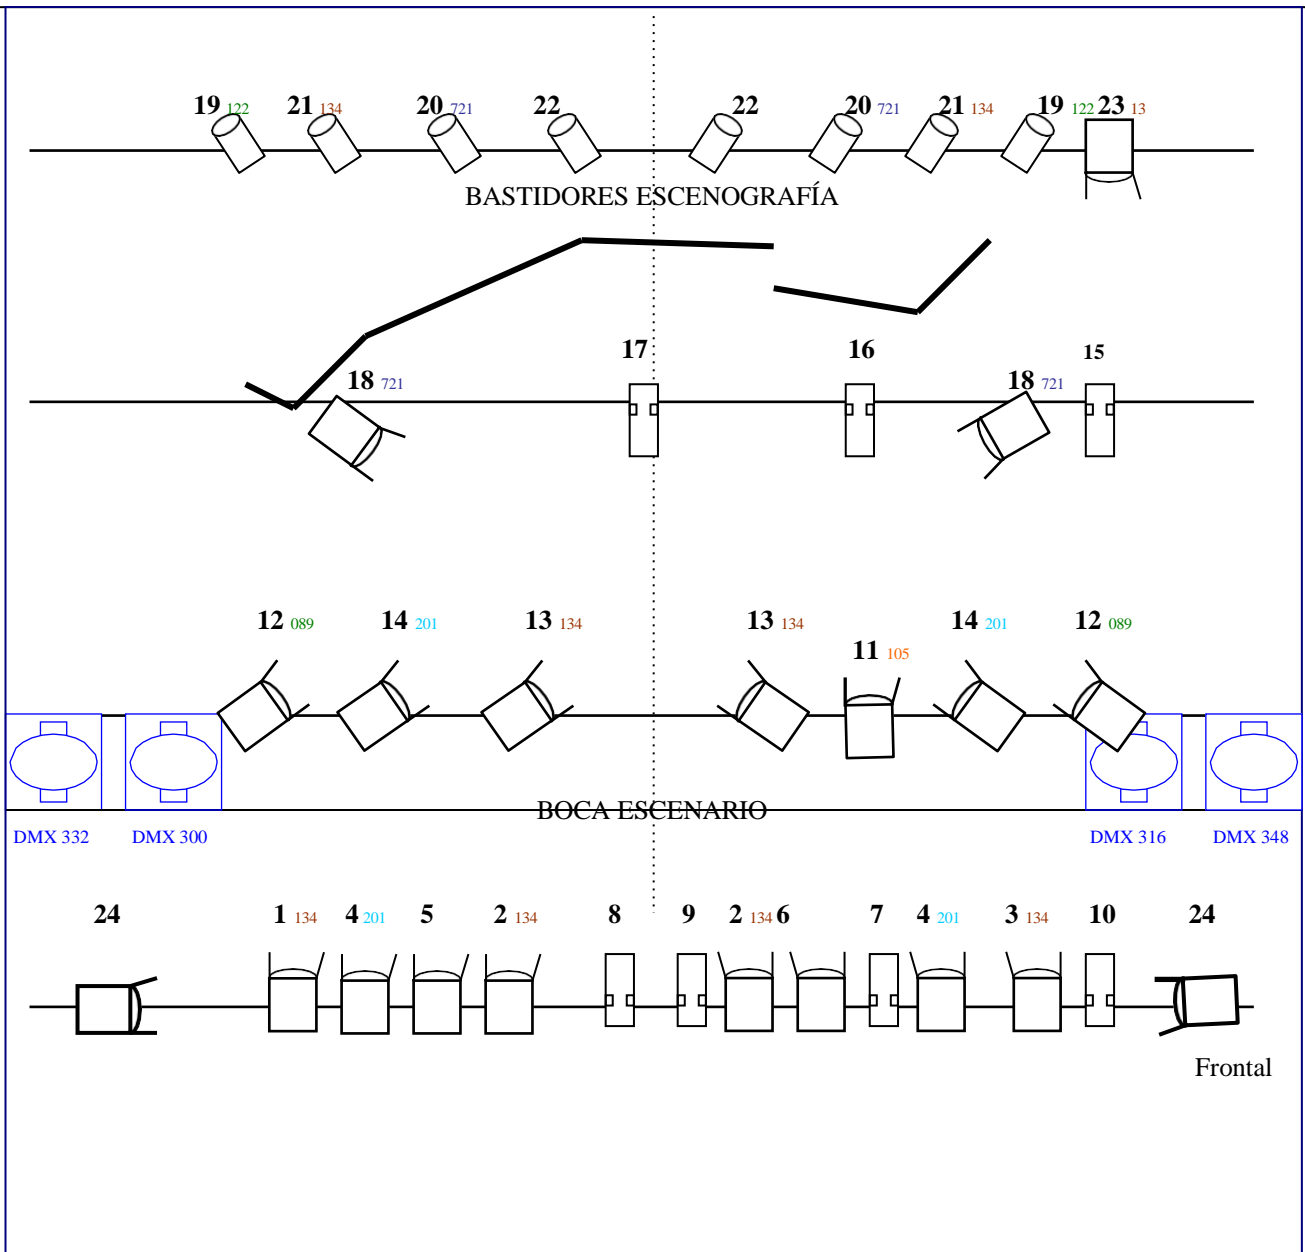 19 122 21 134 20 721 22 22 20 721 21 134 19 122 23 13
BASTIDORES ESCENOGRAFÍA
17 16 15
18 721 18 721
12 089 14 201 13 134 13 134 14 201 12 089
11 105
BOCA ESCENARIO
DMX 332 DMX 300 DMX 316 DMX 348
24 1 134 4 201 5 2 134 8 9 2 134 6 7 4 201 3 134 10 24
Frontal